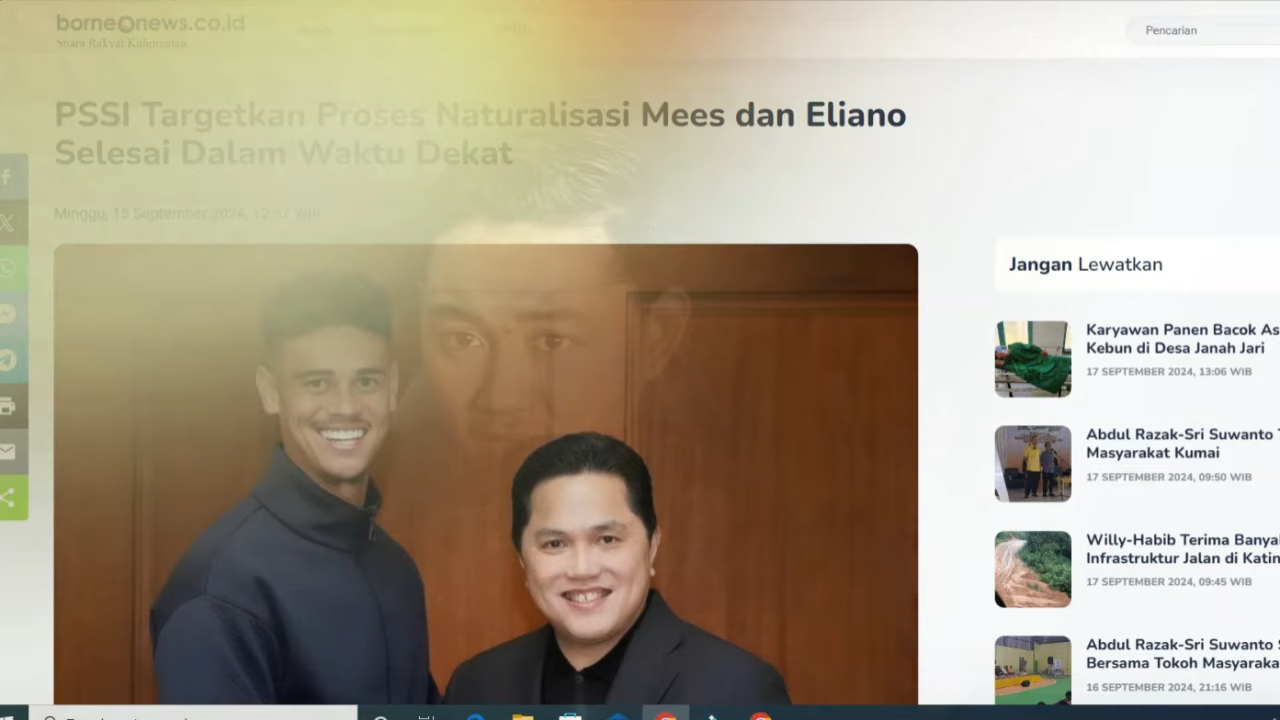 borneonews.co.id
Suara Rakyat Kalimantan
Pencarian
PSSI Targetkan Proses Naturalisasi Mees dan Eliano
Selesai Dalam Waktu Dekat
Minggu, 15 September 2024, 12:37 WIB
Jangan Lewatkan
Karyawan Panen Bacok As
Kebun di Desa Janah Jari
17 SEPTEMBER 2024, 13:06 WIB
Abdul Razak-Sri Suwanto
Masyarakat Kumai
17 SEPTEMBER 2024, 09:50 WIB
Willy-Habib Terima Banya
Infrastruktur Jalan di Katin
17 SEPTEMBER 2024, 09:45 WIB
Abdul Razak-Sri Suwanto S
Bersama Tokoh Masyaraka
16 SEPTEMBER 2024, 21:16 WIB